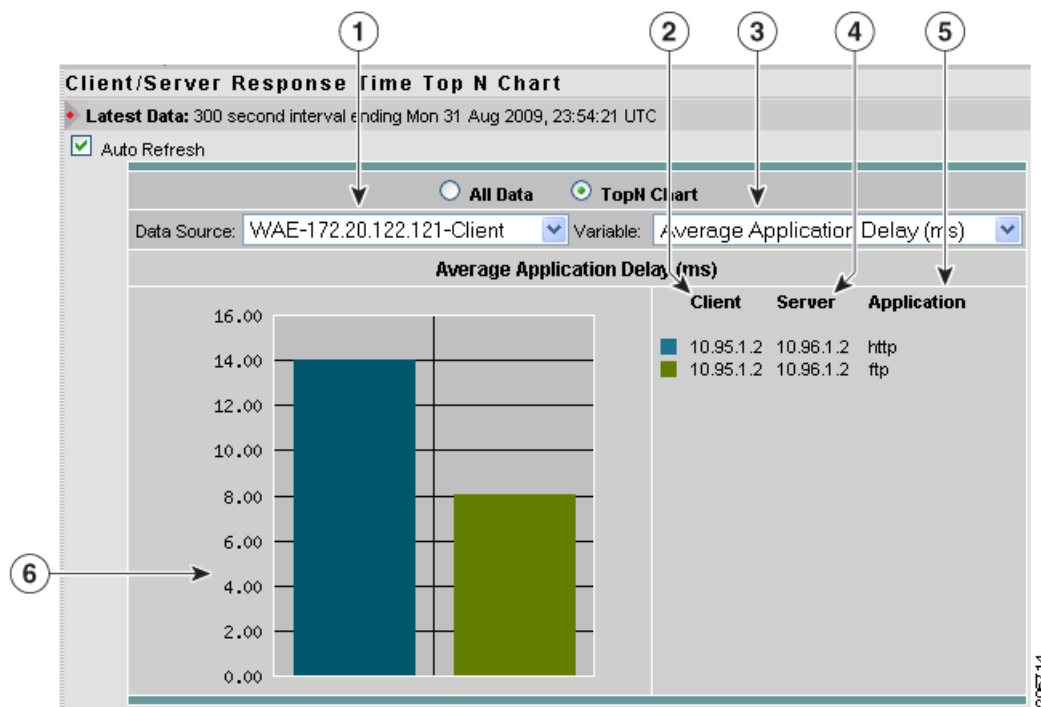 1 2 3 4 5
Client/Server Response Time Top N Chart
Latest Data: 300 second interval ending Mon 31 Aug 2009, 23:54:21 UTC
Auto Refresh
All Data TopN Chart
Data Source: WAE-172.20.122.121-Client Variable: Average Application Delay (ms)
Average Application Delay (ms)
Client Server Application
10.95.1.2 10.96.1.2 http
10.95.1.2 10.96.1.2 ftp
16.00
14.00
12.00
10.00
8.00
6.00
6
4.00
2.00
0.00